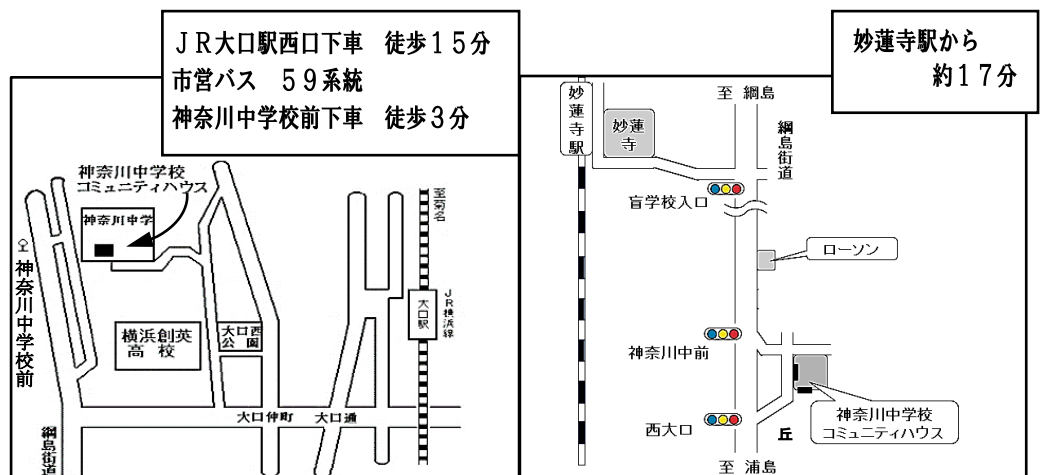 JR大口駅西口下車 徒歩15分
市営バス 59系統
神奈川中学校前下車 徒歩3分
妙蓮寺駅から
約17分
神奈川中学校
コミュニティハウス
神奈川中学
神奈川中学校前
横浜創英
高校
大口西
公園
至菊名
JR横浜線
大口駅
大口仲町
大口通
綱島街道
妙蓮寺駅
妙蓮
寺
至 綱島
綱島街道
盲学校入口
ローソン
神奈川中前
西大口
神奈川中学校
コミュニティハウス
丘
至 浦島